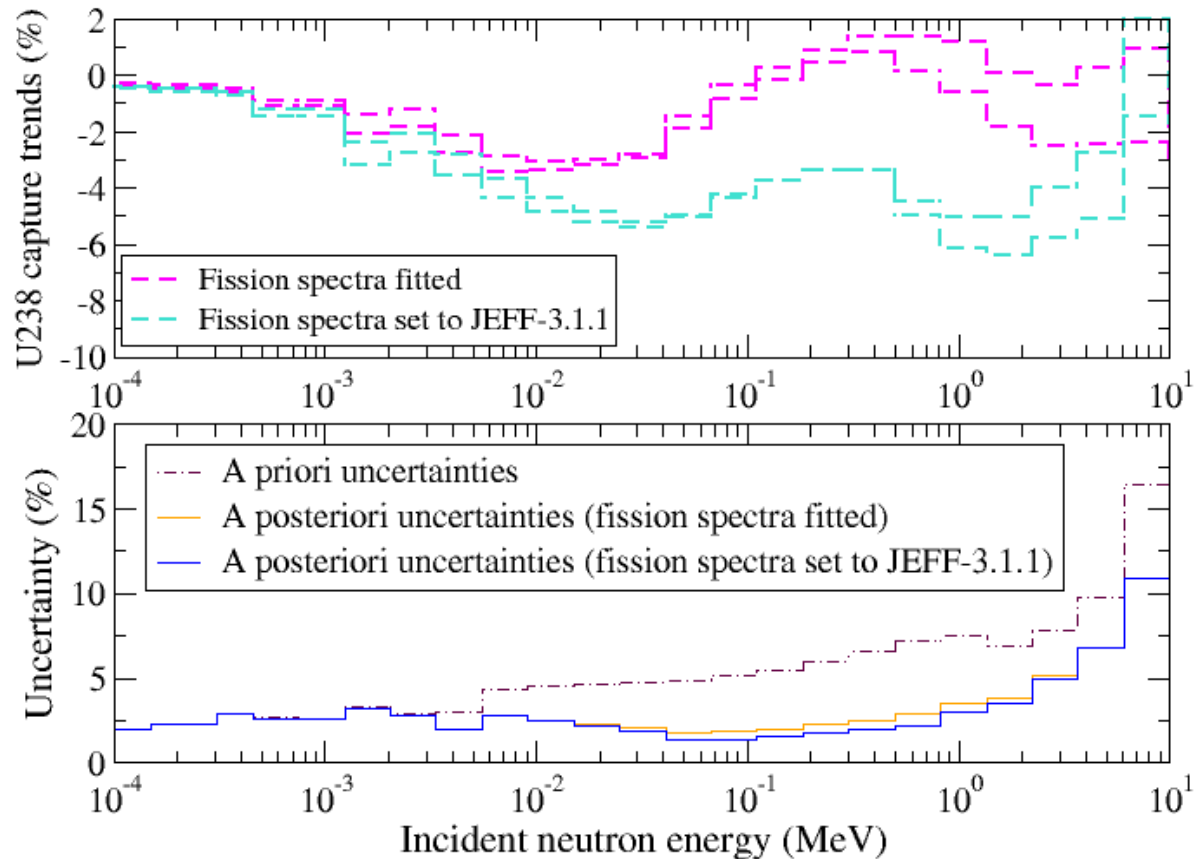 U238 capture trends (%)
2
0
-2
-4
-6
-8
-10
Fission spectra fitted
Fission spectra set to JEFF-3.1.1
10^-4 10^-3 10^-2 10^-1 10^0 10^1
Uncertainty (%)
20
15
10
5
0
A priori uncertainties
A posteriori uncertainties (fission spectra fitted)
A posteriori uncertainties (fission spectra set to JEFF-3.1.1)
10^-4 10^-3 10^-2 10^-1 10^0 10^1
Incident neutron energy (MeV)